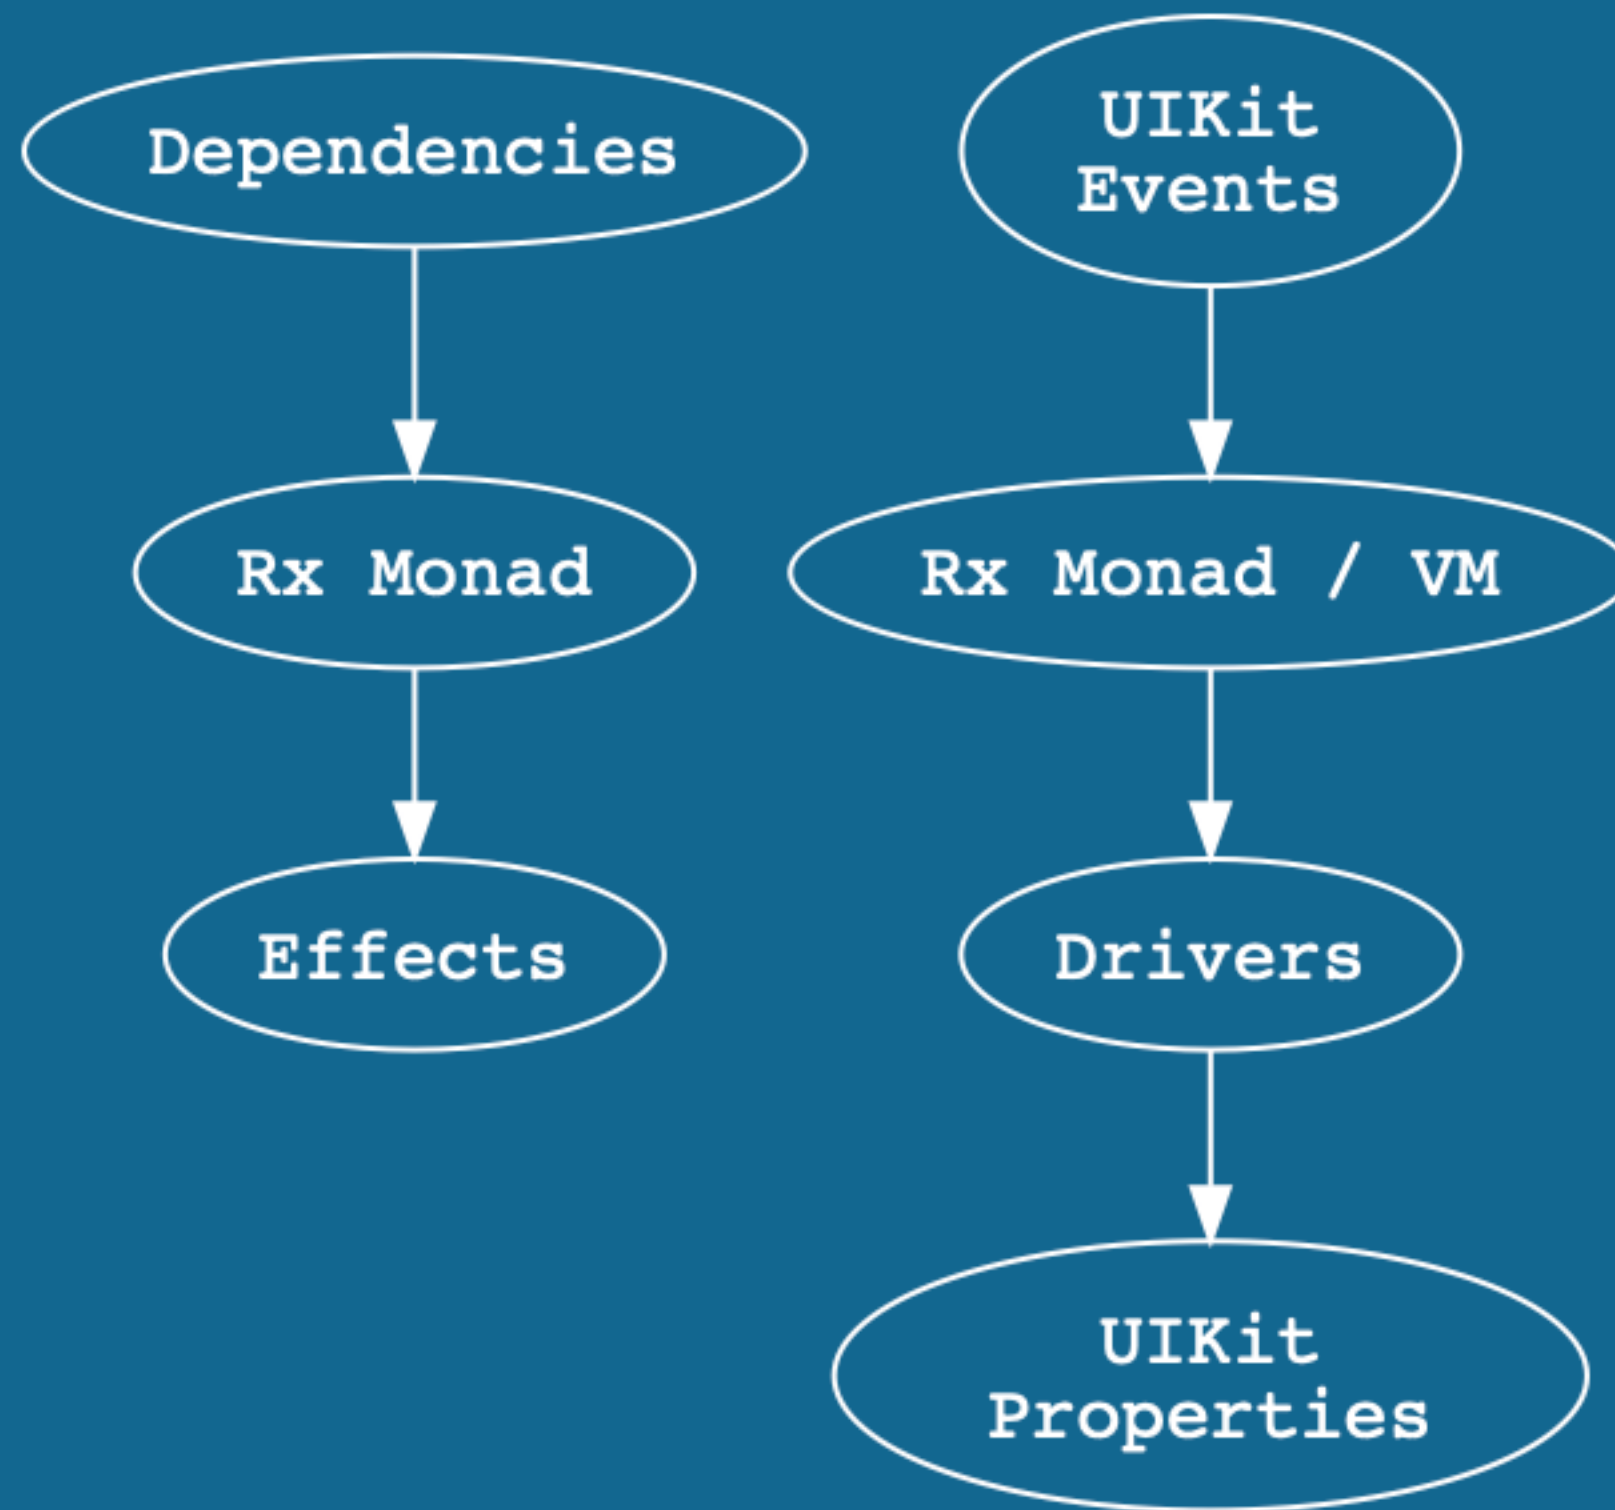 Dependencies
UIKit
Events
Rx Monad
Rx Monad / VM
Effects
Drivers
UIKit
Properties